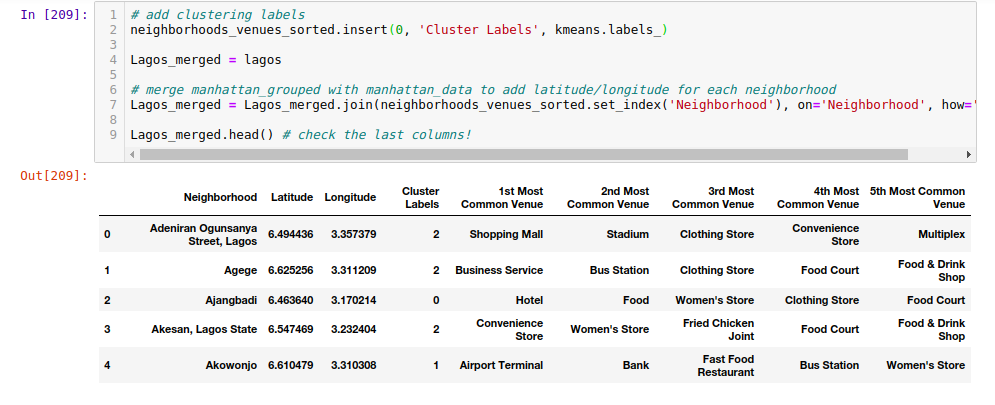 In [209]:
1 # add clustering labels
2 neighborhoods_venues_sorted.insert(0, 'Cluster Labels', kmeans.labels_)
3
4 Lagos_merged = lagos
5
6 # merge manhattan_grouped with manhattan_data to add latitude/longitude for each neighborhood
7 Lagos_merged = Lagos_merged.join(neighborhoods_venues_sorted.set_index('Neighborhood'), on='Neighborhood', how='
8
9 Lagos_merged.head() # check the last columns!
Out[209]:
Neighborhood Latitude Longitude Cluster Labels 1st Most Common Venue 2nd Most Common Venue 3rd Most Common Venue 4th Most Common Venue 5th Most Common Venue
0 Adeniran Ogunsanya Street, Lagos 6.494436 3.357379 2 Shopping Mall Stadium Clothing Store Convenience Store Multiplex
1 Agege 6.625256 3.311209 2 Business Service Bus Station Clothing Store Food Court Food & Drink Shop
2 Ajangbadi 6.463640 3.170214 0 Hotel Food Women's Store Clothing Store Food Court
3 Akesan, Lagos State 6.547469 3.232404 2 Convenience Store Women's Store Fried Chicken Joint Food Court Food & Drink Shop
4 Akowonjo 6.610479 3.310308 1 Airport Terminal Bank Fast Food Restaurant Bus Station Women's Store